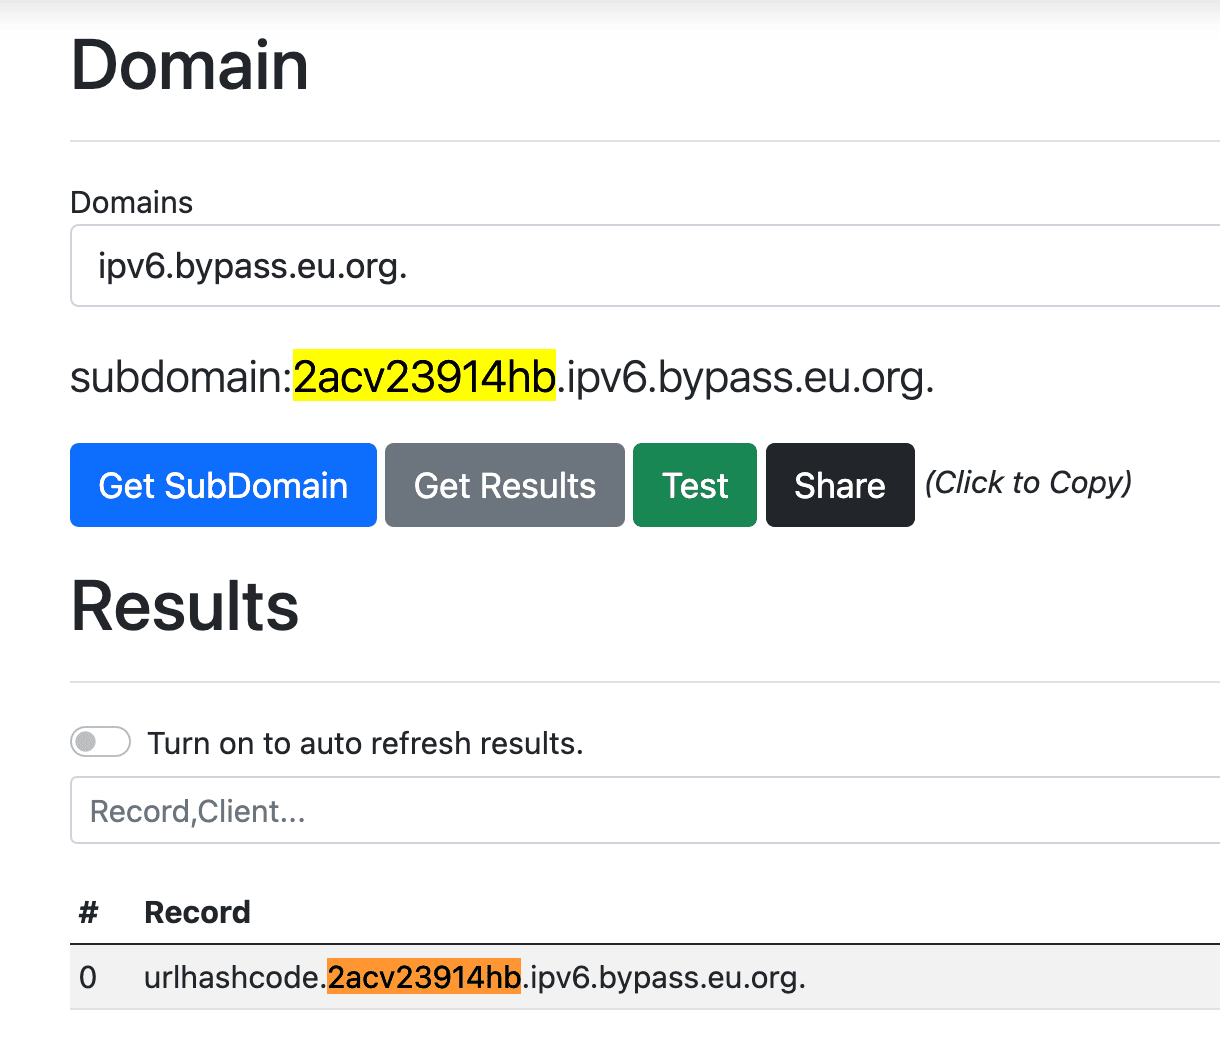 Domain
Domains
ipv6.bypass.eu.org.
subdomain:2acv23914hb.ipv6.bypass.eu.org.
Get SubDomain Get Results Test Share (Click to Copy)
Results
Turn on to auto refresh results.
Record,Client...
# Record
0 urlhashcode.2acv23914hb.ipv6.bypass.eu.org.